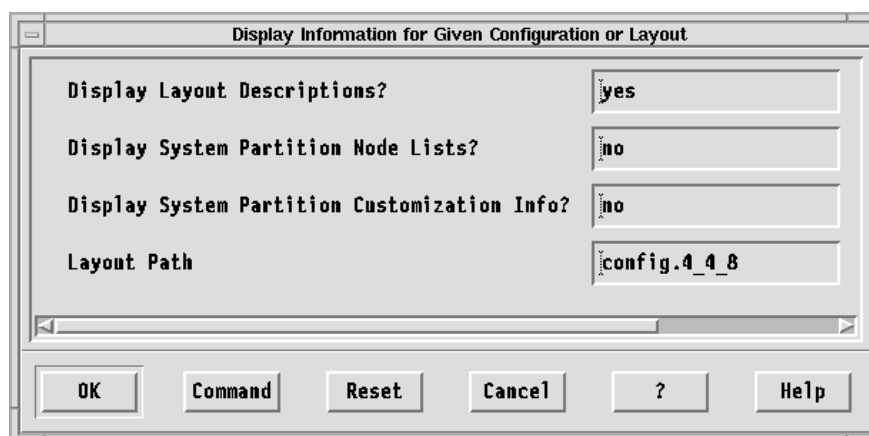 Display Information for Given Configuration or Layout
Display Layout Descriptions? yes
Display System Partition Node Lists? no
Display System Partition Customization Info? no
Layout Path config.4_4_8
OK Command Reset Cancel ? Help